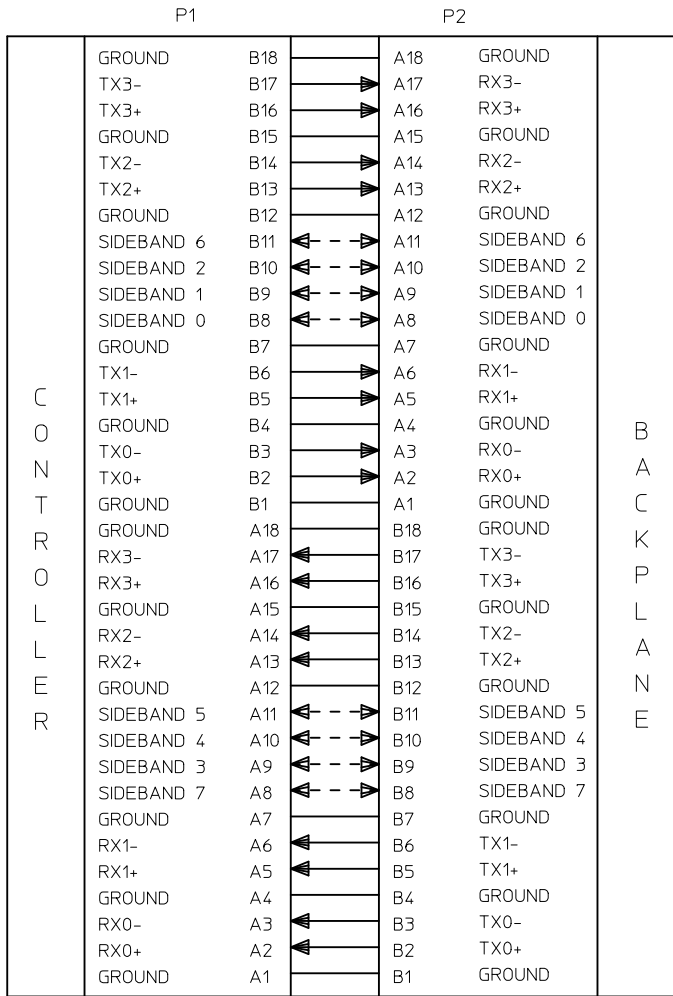 P1 P2
GROUND B18 A18 GROUND
TX3- B17 A17 RX3-
TX3+ B16 A16 RX3+
GROUND B15 A15 GROUND
TX2- B14 A14 RX2-
TX2+ B13 A13 RX2+
GROUND B12 A12 GROUND
SIDEBAND 6 B11 A11 SIDEBAND 6
SIDEBAND 2 B10 A10 SIDEBAND 2
SIDEBAND 1 B9 A9 SIDEBAND 1
SIDEBAND 0 B8 A8 SIDEBAND 0
GROUND B7 A7 GROUND
TX1- B6 A6 RX1-
TX1+ B5 A5 RX1+
GROUND B4 A4 GROUND
TX0- B3 A3 RX0-
TX0+ B2 A2 RX0+
GROUND B1 A1 GROUND
GROUND A18 B18 GROUND
RX3- A17 B17 TX3-
RX3+ A16 B16 TX3+
GROUND A15 B15 GROUND
RX2- A14 B14 TX2-
RX2+ A13 B13 TX2+
GROUND A12 B12 GROUND
SIDEBAND 5 A11 B11 SIDEBAND 5
SIDEBAND 4 A10 B10 SIDEBAND 4
SIDEBAND 3 A9 B9 SIDEBAND 3
SIDEBAND 7 A8 B8 SIDEBAND 7
GROUND A7 B7 GROUND
RX1- A6 B6 TX1-
RX1+ A5 B5 TX1+
GROUND A4 B4 GROUND
RX0- A3 B3 TX0-
RX0+ A2 B2 TX0+
GROUND A1 B1 GROUND
CONTROLLER
BACKPLANE